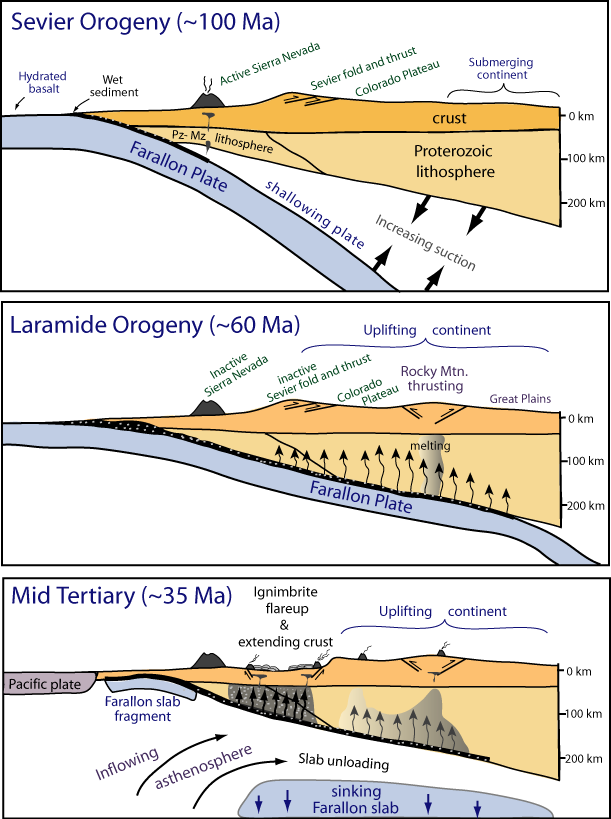 Sevier Orogeny (~100 Ma)
Hydrated
basalt
Wet
sediment
Active Sierra Nevada
Sevier fold and thrust
Colorado Plateau
Submerging
continent
crust
0 km
Pz- Mz lithosphere
Proterozoic
lithosphere
100 km
Farallon Plate
shallowing plate
200 km
Increasing suction
Laramide Orogeny (~60 Ma)
Uplifting continent
Inactive
Sierra Nevada
inactive
Sevier fold and thrust
Colorado
Plateau
Rocky Mtn.
thrusting
Great Plains
0 km
melting
100 km
Farallon Plate
200 km
Mid Tertiary (~35 Ma)
Ignimbrite
flareup
&
extending crust
Uplifting continent
Pacific plate
0 km
Farallon slab
fragment
100 km
Inflowing
asthenosphere
Slab unloading
200 km
sinking
Farallon slab